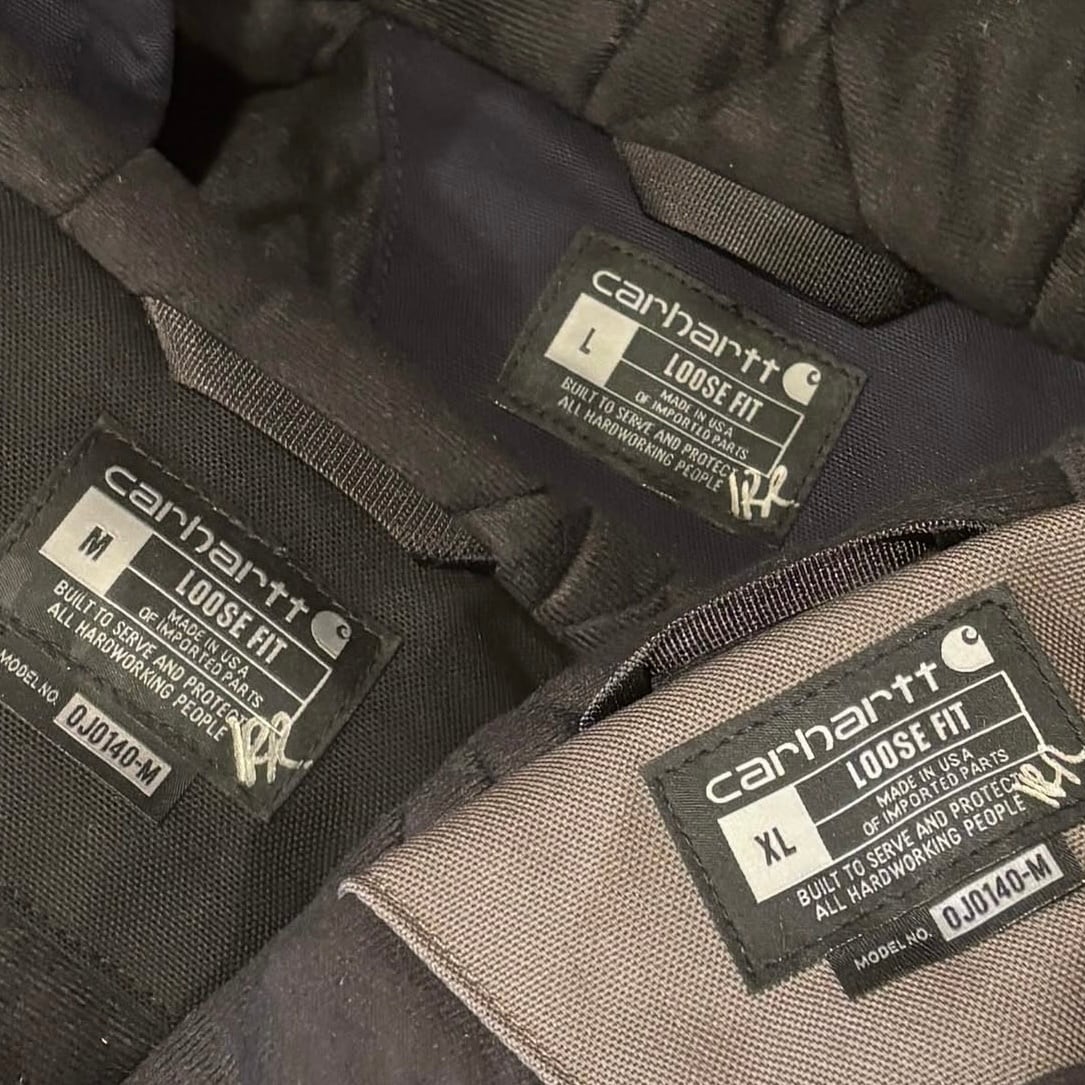 carhartt
L
LOOSE FIT
MADE IN USA
OF IMPORTED PARTS
BUILT TO SERVE AND PROTECT
ALL HARDWORKING PEOPLE
carhartt
M
LOOSE FIT
MADE IN USA
OF IMPORTED PARTS
BUILT TO SERVE AND PROTECT
ALL HARDWORKING PEOPLE
MODEL NO.
OJ0140-M
carhartt
LOOSE FIT
XL
MADE IN USA
OF IMPORTED PARTS
BUILT TO SERVE AND PROTECT
ALL HARDWORKING PEOPLE
MODEL NO.
OJ0140-M